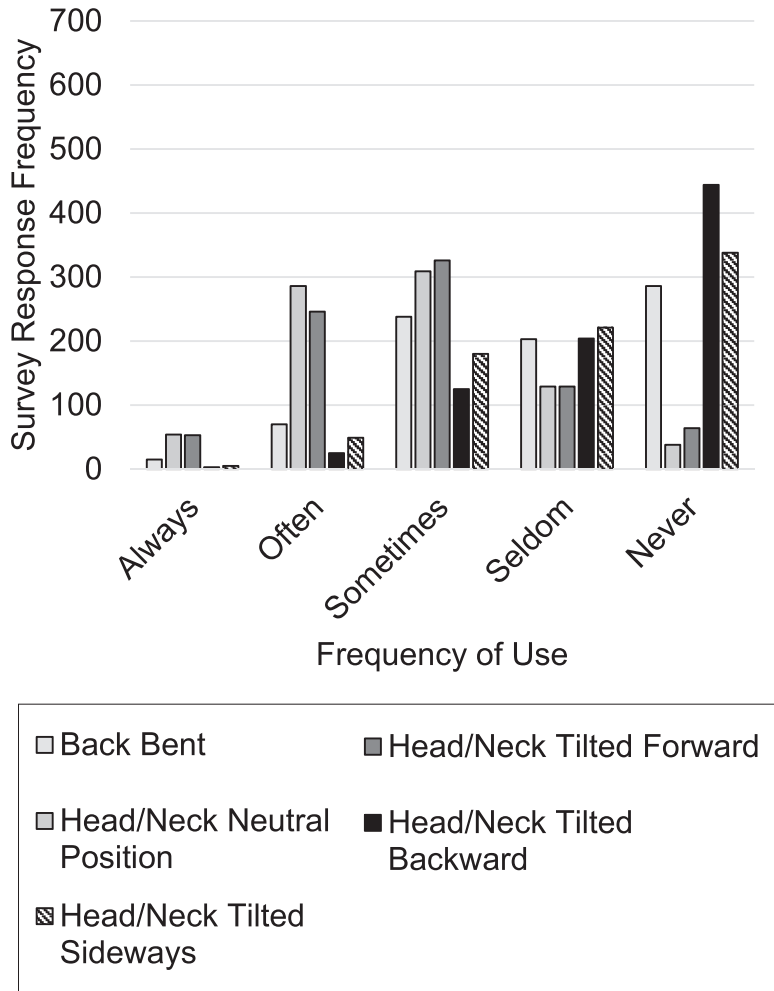 Survey Response Frequency
700
600
500
400
300
200
100
0
Always
Often
Sometimes
Seldom
Never
Frequency of Use
Back Bent
Head/Neck Tilted Forward
Head/Neck Neutral
Position
Head/Neck Tilted
Backward
Head/Neck Tilted
Sideways